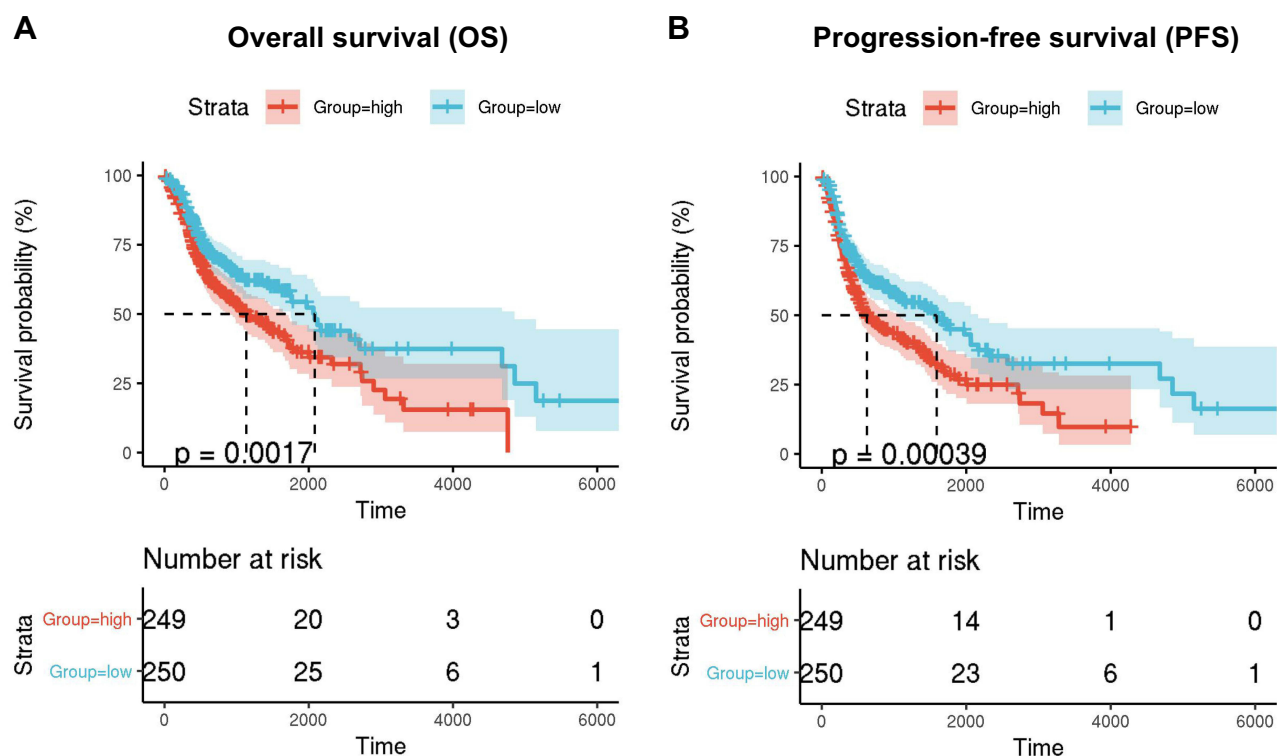 A
Overall survival (OS)
Strata Group=high Group=low
Survival probability (%)
100
75
50
25
0
p = 0.0017
0 2000 4000 6000
Time
Number at risk
Strata
Group=high 249 20 3 0
Group=low 250 25 6 1
0 2000 4000 6000
Time
B
Progression-free survival (PFS)
Strata Group=high Group=low
Survival probability (%)
100
75
50
25
0
p = 0.00039
0 2000 4000 6000
Time
Number at risk
Strata
Group=high 249 14 1 0
Group=low 250 23 6 1
0 2000 4000 6000
Time